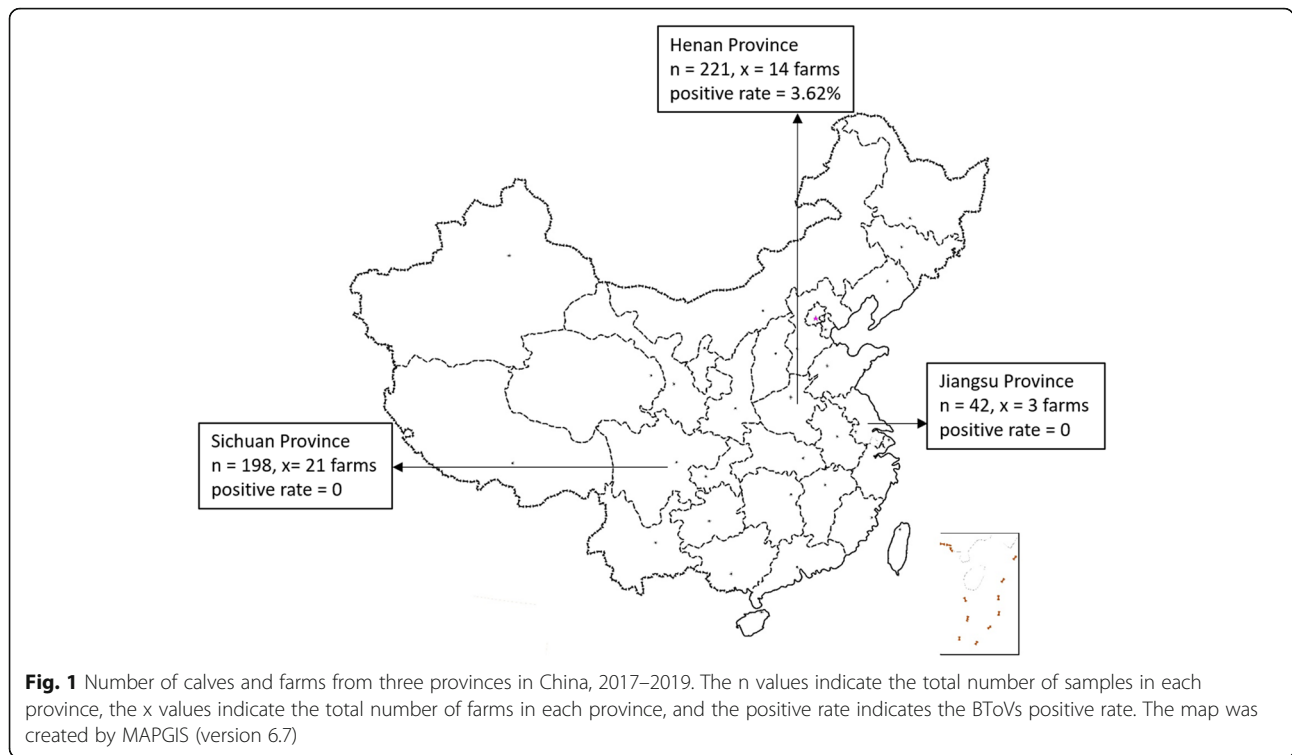 Henan Province
n = 221, x = 14 farms
positive rate = 3.62%
Jiangsu Province
n = 42, x = 3 farms
positive rate = 0
Sichuan Province
n = 198, x= 21 farms
positive rate = 0
Fig. 1 Number of calves and farms from three provinces in China, 2017–2019. The n values indicate the total number of samples in each
province, the x values indicate the total number of farms in each province, and the positive rate indicates the BToVs positive rate. The map was
created by MAPGIS (version 6.7)